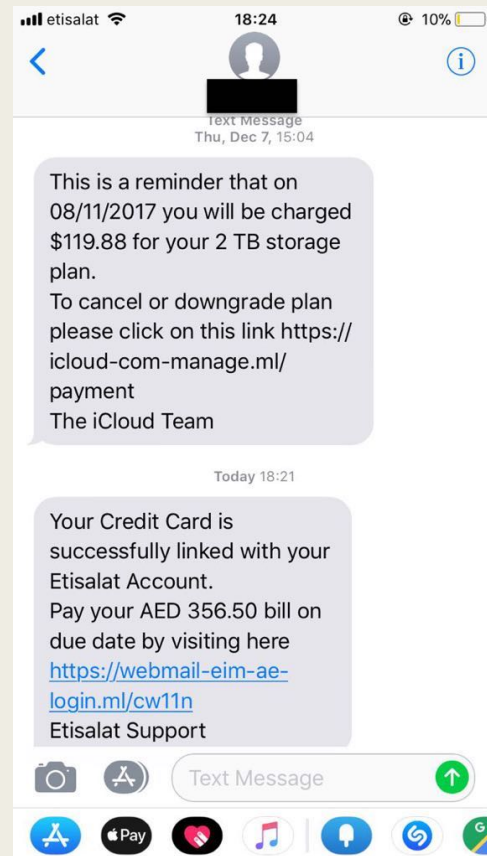 etisalat 18:24 10%
Text Message
Thu, Dec 7, 15:04
This is a reminder that on
08/11/2017 you will be charged
$119.88 for your 2 TB storage
plan.
To cancel or downgrade plan
please click on this link https://
icloud-com-manage.ml/
payment
The iCloud Team
Today 18:21
Your Credit Card is
successfully linked with your
Etisalat Account.
Pay your AED 356.50 bill on
due date by visiting here
https://webmail-eim-ae-
login.ml/cw11n
Etisalat Support
Text Message
Pay
G